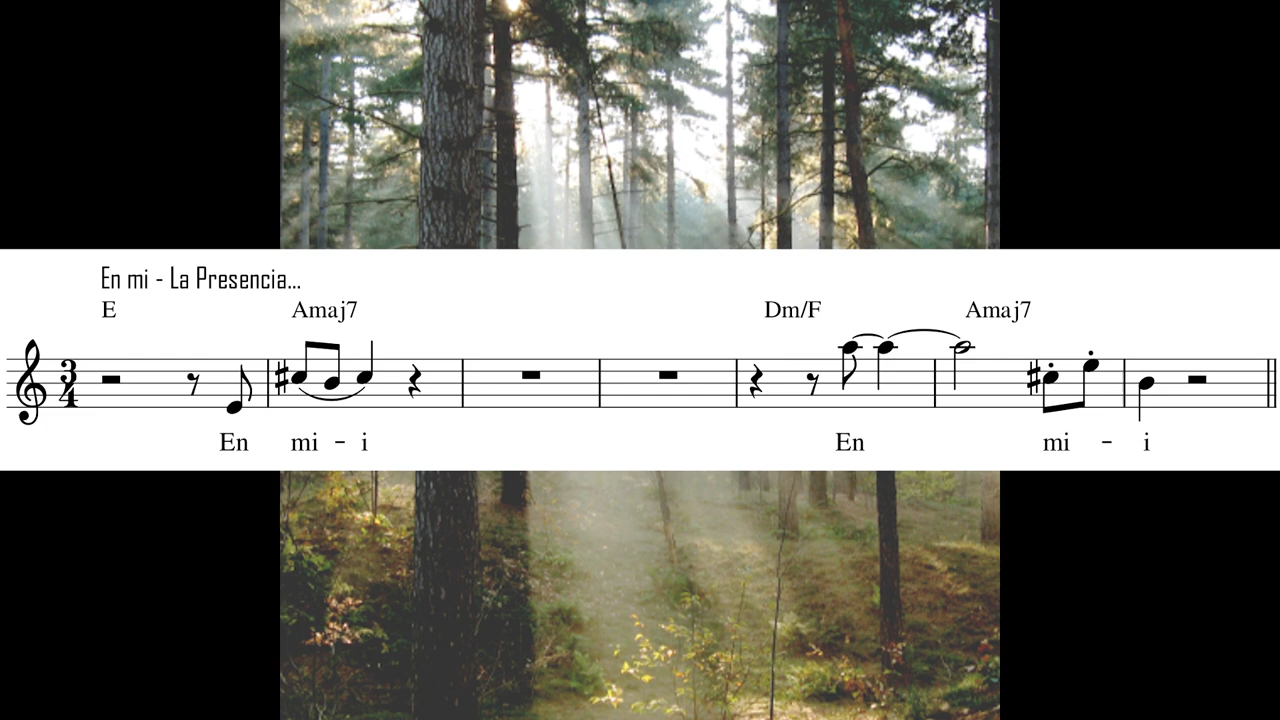 En mi - La Presencia...
E Amaj7 Dm/F Amaj7
3
4
En mi - i En mi - i